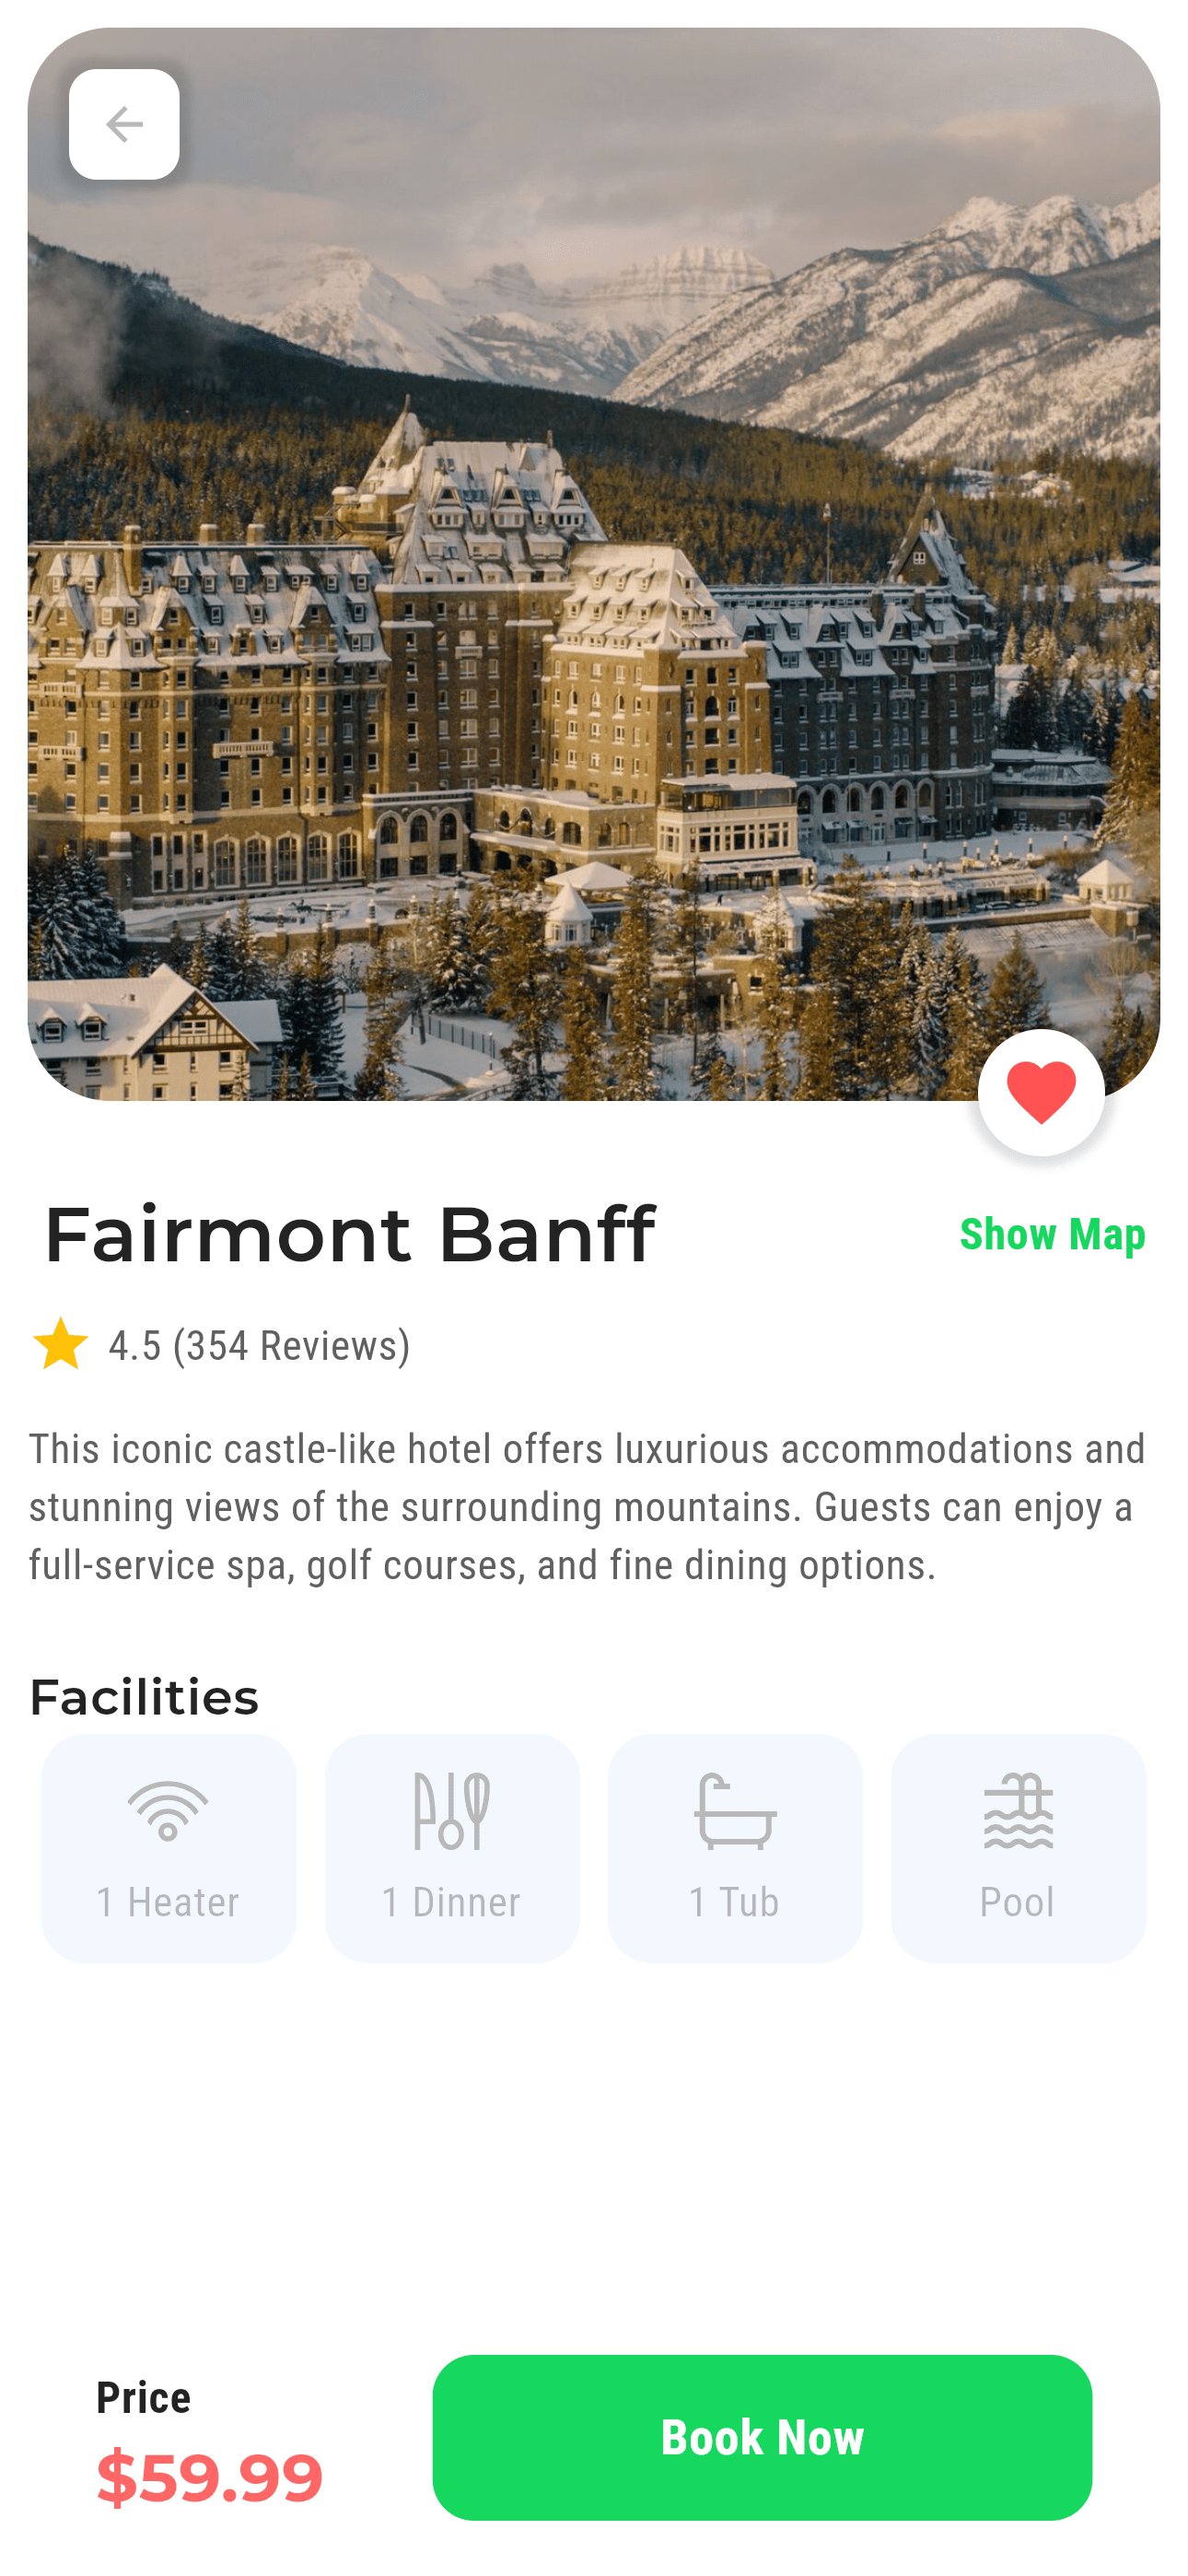 Fairmont Banff
Show Map
4.5 (354 Reviews)
This iconic castle-like hotel offers luxurious accommodations and
stunning views of the surrounding mountains. Guests can enjoy a
full-service spa, golf courses, and fine dining options.
Facilities
1 Heater
1 Dinner
1 Tub
Pool
Price
$59.99
Book Now